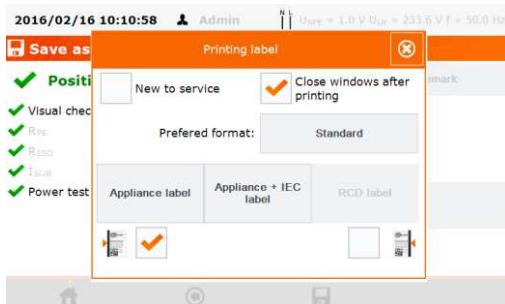 2016/02/16 10:10:58 Admin N L U_NPE = 1.0 V U_LN = 233.6 V f = 50.0 Hz
Save as
Printing label
Positi
mark
New to service
Close windows after printing
Visual chec
R_PE
R_ISO
I_SUB
Power test
Prefered format: Standard
Appliance label
Appliance + IEC label
RCD label